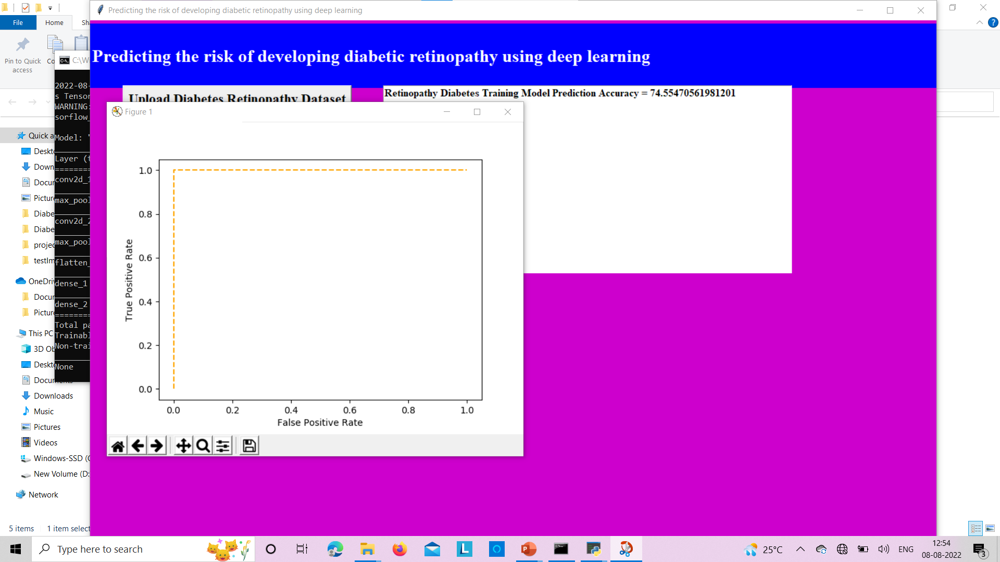 File
Home
Sha
Pin to Quick
access
Co
Predicting the risk of developing diabetic retinopathy using deep learning
Predicting the risk of developing diabetic retinopathy using deep learning
Upload Diabetes Retinopathy Dataset
Retinopathy Diabetes Training Model Prediction Accuracy = 74.55470561981201
C:\W
2022-08-
s Tensor
WARNING:
sorflow_
Model: "
Layer (t
=========
conv2d_1
max_pool
conv2d_2
max_pool
flatten_
dense_1
dense_2
=========
Total pa
Trainabl
Non-trai
None
Quick a
Deskto
Down
Docur
Picture
Diabe
Diabe
projec
testIm
OneDriv
Docur
Picture
This PC
3D Ob
Deskto
Documents
Downloads
Music
Pictures
Videos
Windows-SSD (C
New Volume (D:
Network
5 items
1 item select
Figure 1
1.0
0.8
0.6
0.4
0.2
0.0
True Positive Rate
0.0 0.2 0.4 0.6 0.8 1.0
False Positive Rate
Type here to search
25°C
ENG
12:54
08-08-2022
3